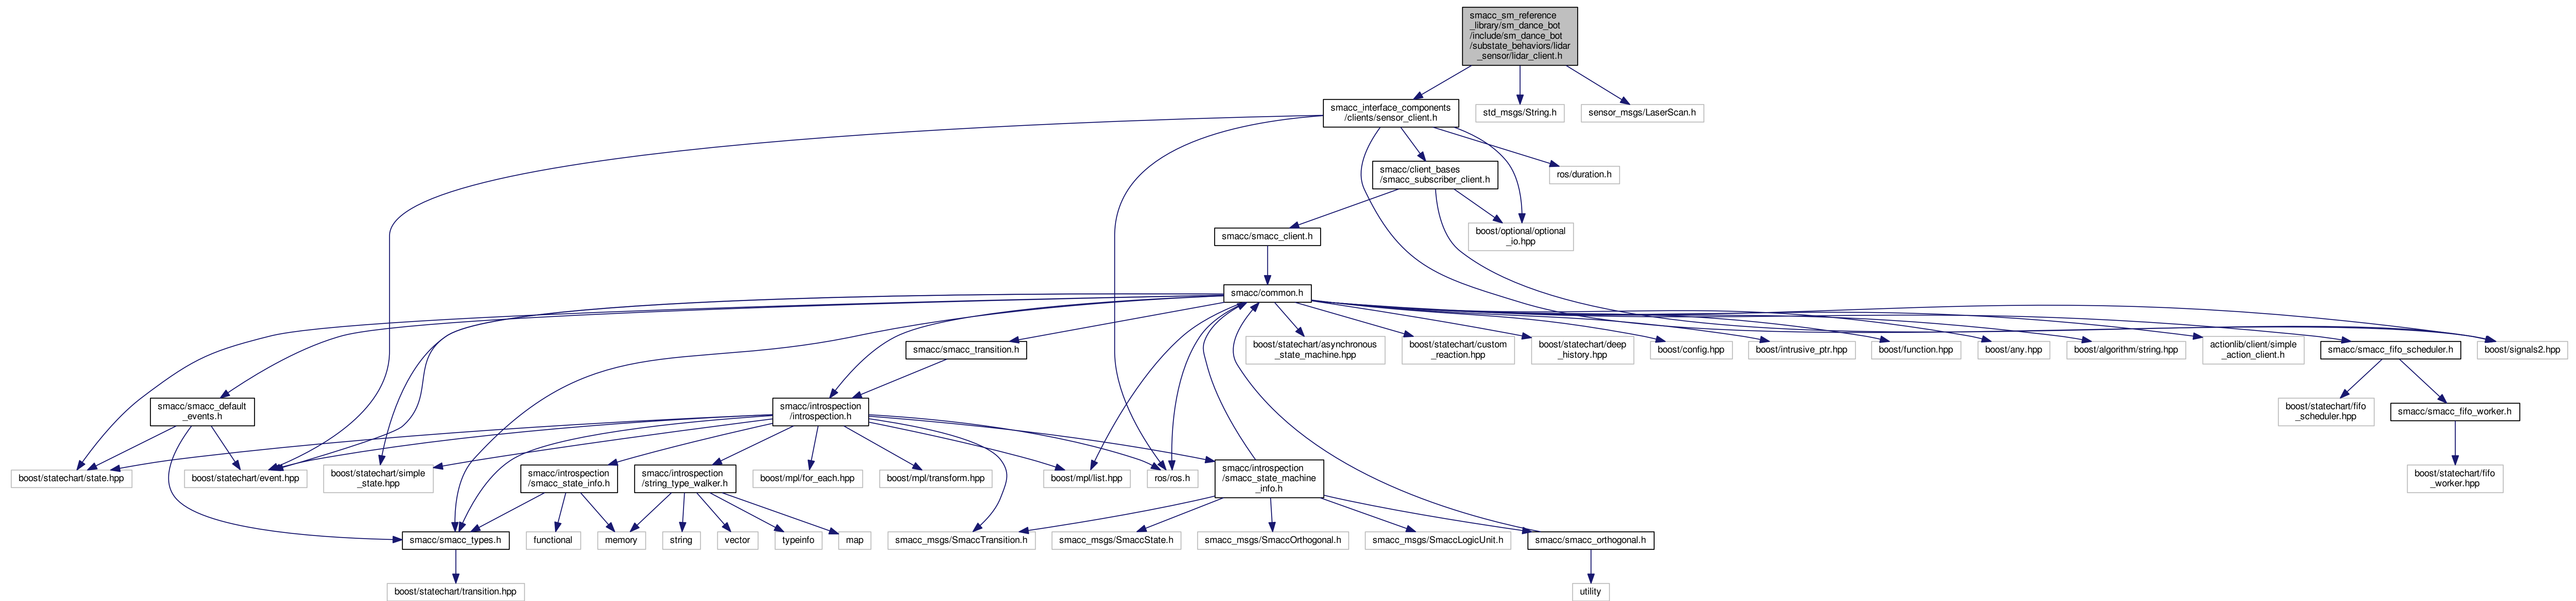 smacc_sm_reference
_library/sm_dance_bot
/include/sm_dance_bot
/substate_behaviors/lidar
_sensor/lidar_client.h
smacc_interface_components
/clients/sensor_client.h
std_msgs/String.h
sensor_msgs/LaserScan.h
smacc/client_bases
/smacc_subscriber_client.h
ros/duration.h
smacc/smacc_client.h
boost/optional/optional
_io.hpp
smacc/common.h
smacc/smacc_transition.h
boost/statechart/asynchronous
_state_machine.hpp
boost/statechart/custom
_reaction.hpp
boost/statechart/deep
_history.hpp
boost/config.hpp
boost/intrusive_ptr.hpp
boost/function.hpp
boost/any.hpp
boost/algorithm/string.hpp
actionlib/client/simple
_action_client.h
smacc/smacc_fifo_scheduler.h
boost/signals2.hpp
smacc/smacc_default
_events.h
smacc/introspection
/introspection.h
boost/statechart/fifo
_scheduler.hpp
smacc/smacc_fifo_worker.h
boost/statechart/state.hpp
boost/statechart/event.hpp
boost/statechart/simple
_state.hpp
smacc/introspection
/smacc_state_info.h
smacc/introspection
/string_type_walker.h
boost/mpl/for_each.hpp
boost/mpl/transform.hpp
boost/mpl/list.hpp
ros/ros.h
smacc/introspection
/smacc_state_machine
_info.h
boost/statechart/fifo
_worker.hpp
smacc/smacc_types.h
functional
memory
string
vector
typeinfo
map
smacc_msgs/SmaccTransition.h
smacc_msgs/SmaccState.h
smacc_msgs/SmaccOrthogonal.h
smacc_msgs/SmaccLogicUnit.h
smacc/smacc_orthogonal.h
boost/statechart/transition.hpp
utility